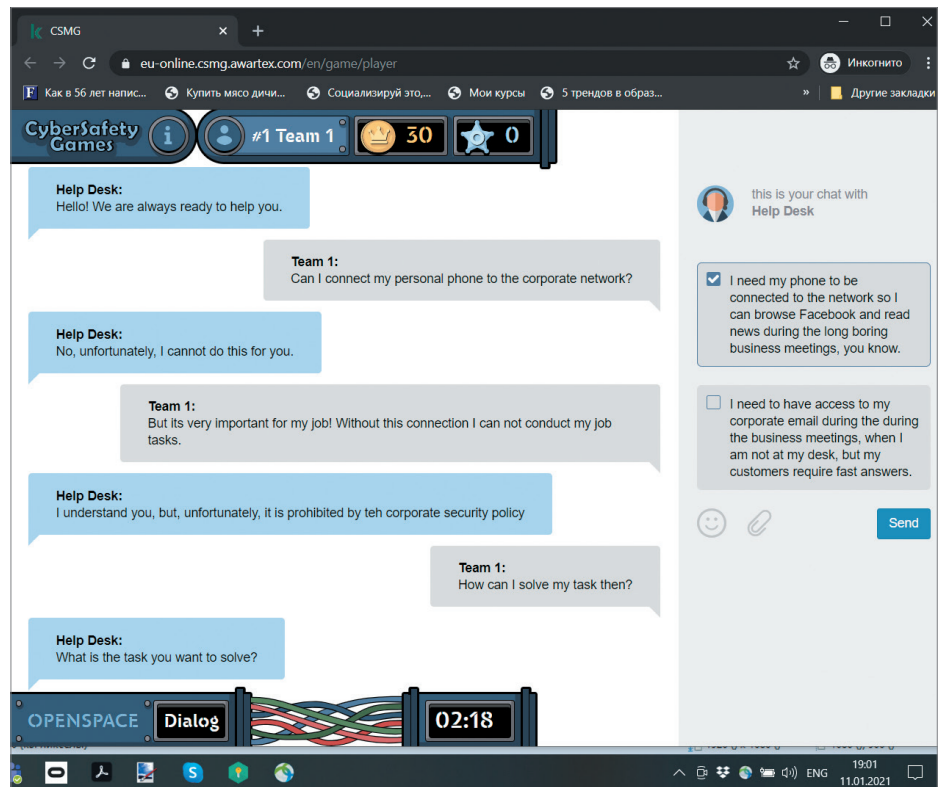 CSMG
eu-online.csmg.awartex.com/en/game/player
Инкогнито
Как в 56 лет напис...
Купить мясо дичи...
Социализируй это,...
Мои курсы
5 трендов в образ...
»
Другие закладки
CyberSafety
Games
i
#1 Team 1
30
0
Help Desk:
Hello! We are always ready to help you.
Team 1:
Can I connect my personal phone to the corporate network?
Help Desk:
No, unfortunately, I cannot do this for you.
Team 1:
But its very important for my job! Without this connection I can not conduct my job
tasks.
Help Desk:
I understand you, but, unfortunately, it is prohibited by teh corporate security policy
Team 1:
How can I solve my task then?
Help Desk:
What is the task you want to solve?
this is your chat with
Help Desk
I need my phone to be
connected to the network so I
can browse Facebook and read
news during the long boring
business meetings, you know.
I need to have access to my
corporate email during the during
the business meetings, when I
am not at my desk, but my
customers require fast answers.
Send
OPENSPACE
Dialog
02:18
ENG
19:01
11.01.2021